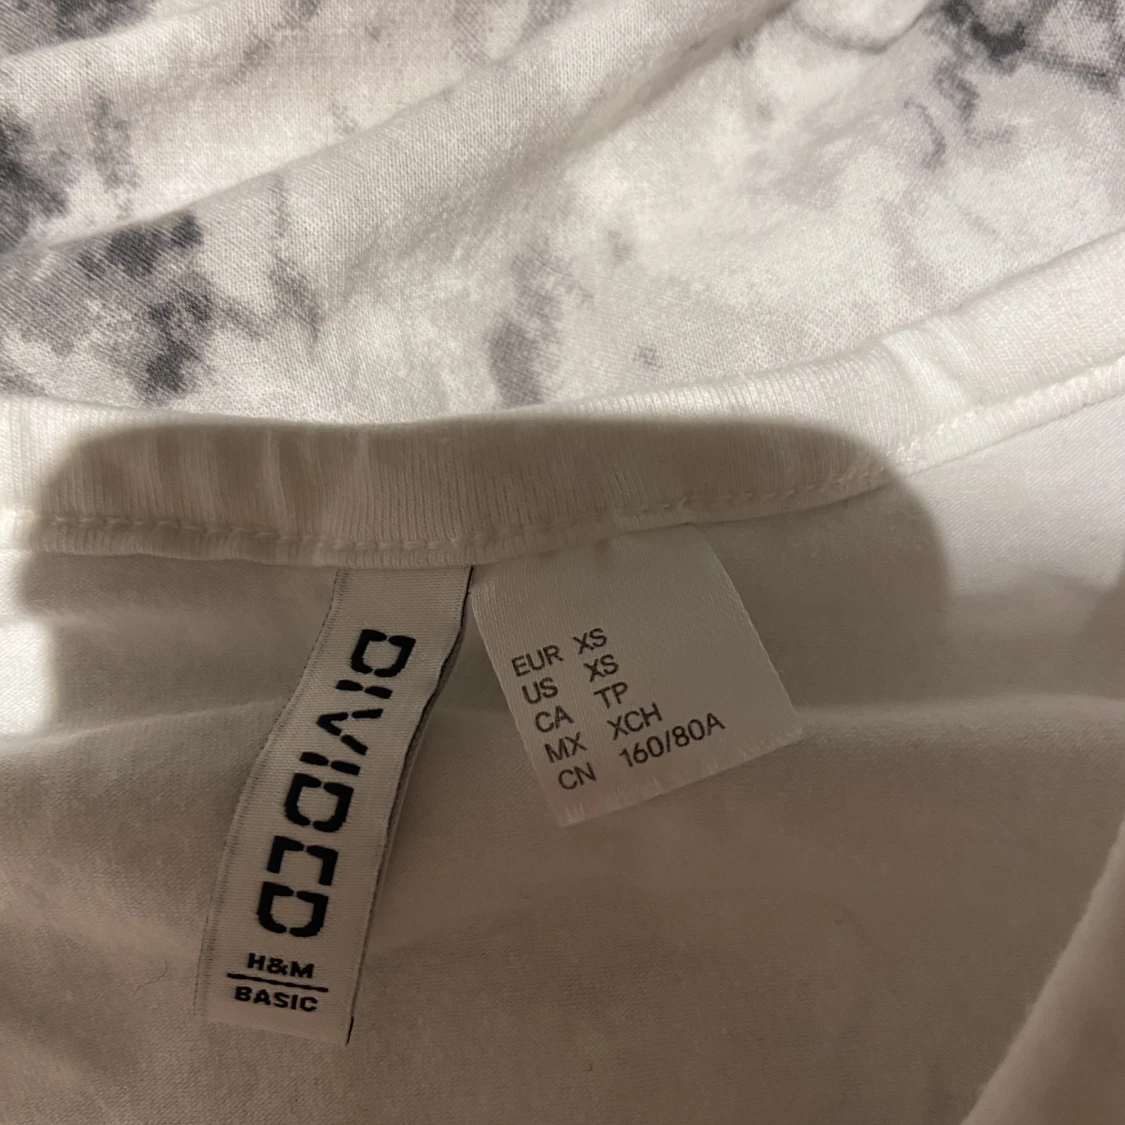 DIVIDED
H&M
BASIC
EUR XS
US XS
CA TP
MX XCH
CN 160/80A